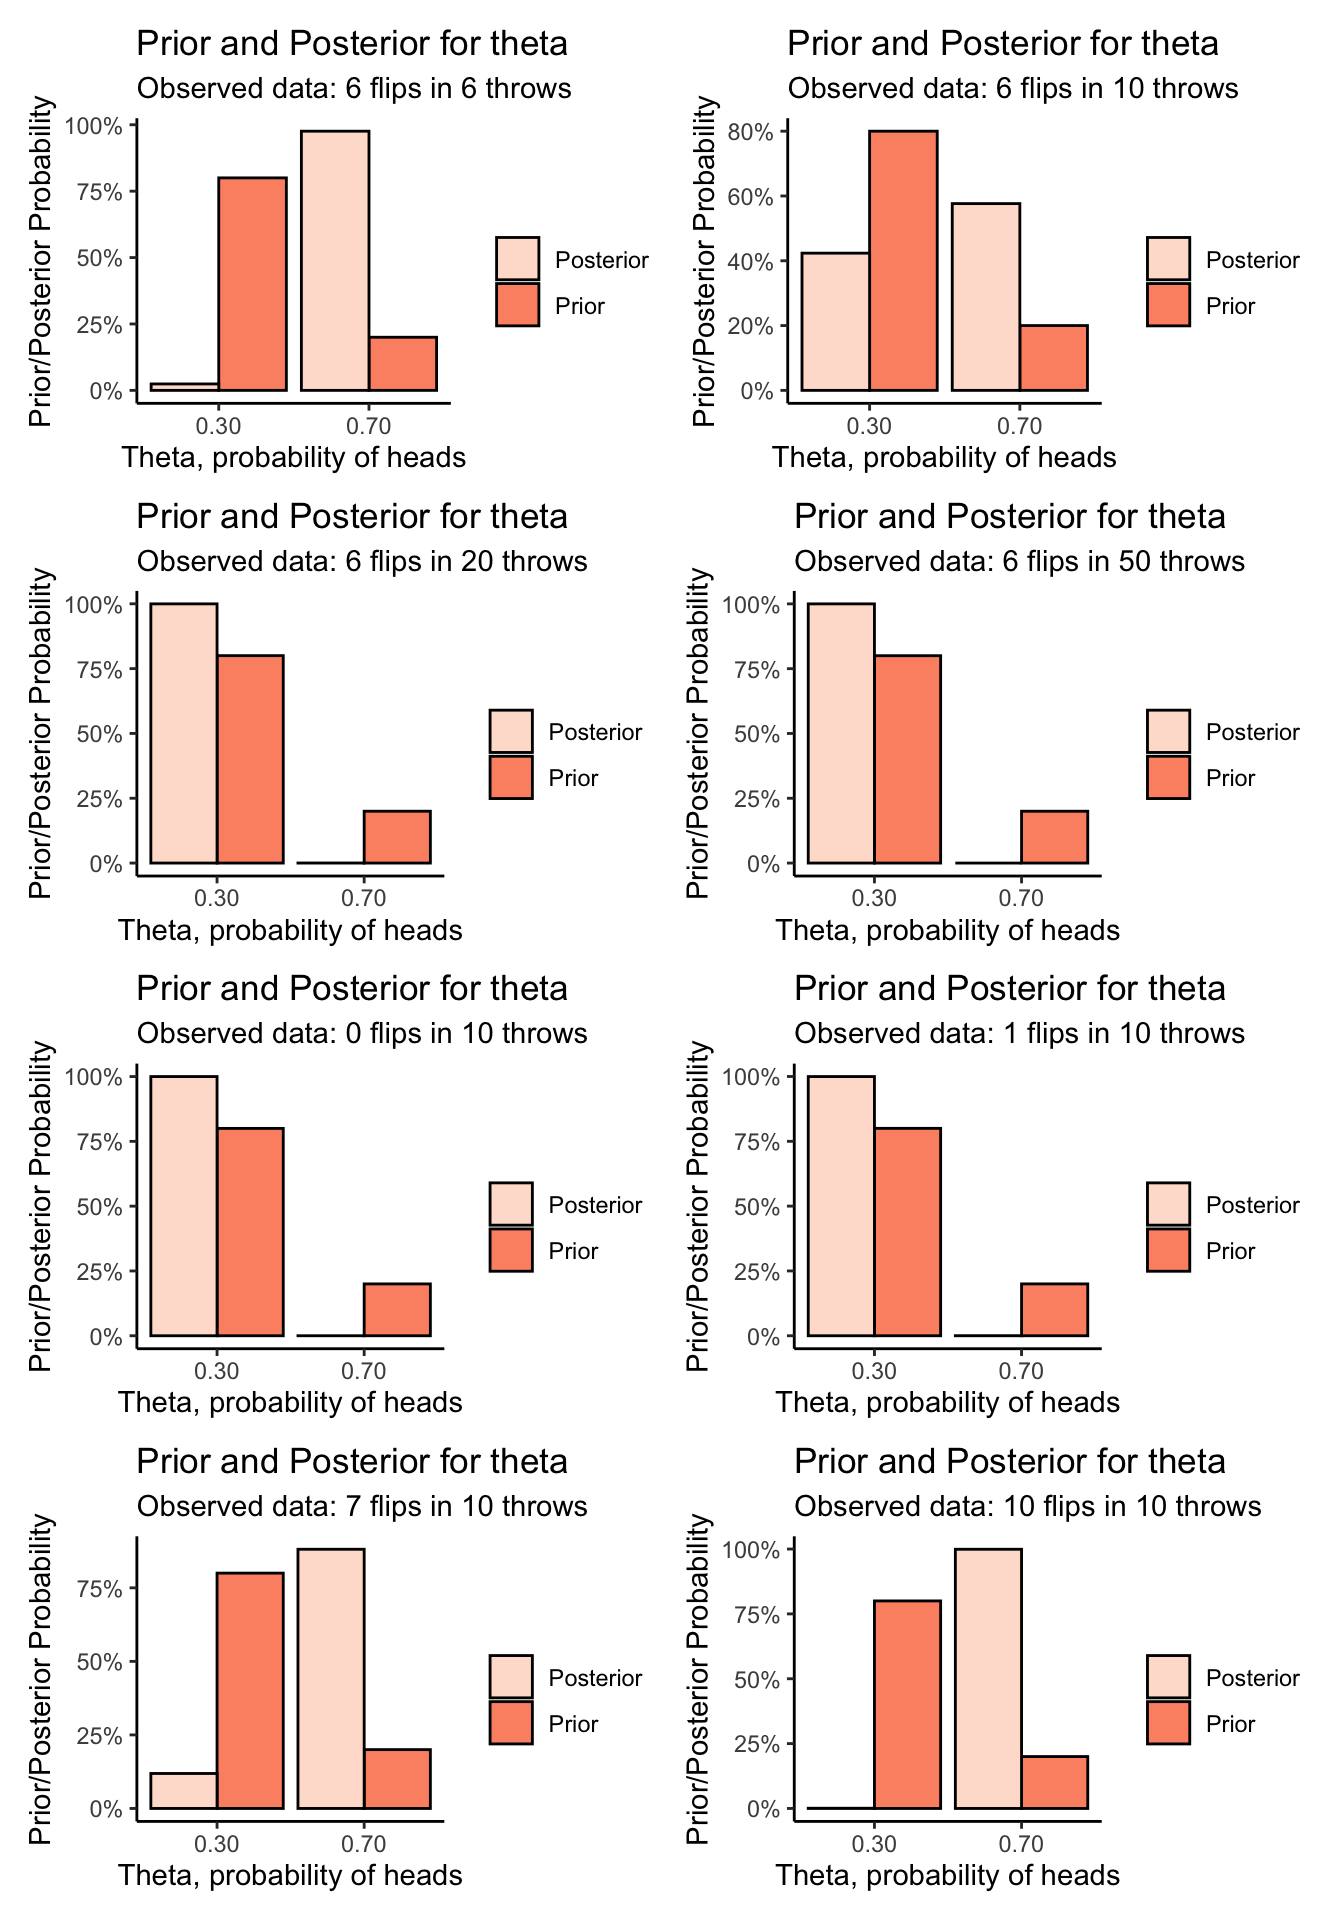 Prior and Posterior for theta
Observed data: 6 flips in 6 throws
Prior/Posterior Probability
100%
75%
50%
25%
0%
0.30 0.70
Theta, probability of heads
Posterior
Prior
Prior and Posterior for theta
Observed data: 6 flips in 10 throws
Prior/Posterior Probability
80%
60%
40%
20%
0%
0.30 0.70
Theta, probability of heads
Posterior
Prior
Prior and Posterior for theta
Observed data: 6 flips in 20 throws
Prior/Posterior Probability
100%
75%
50%
25%
0%
0.30 0.70
Theta, probability of heads
Posterior
Prior
Prior and Posterior for theta
Observed data: 6 flips in 50 throws
Prior/Posterior Probability
100%
75%
50%
25%
0%
0.30 0.70
Theta, probability of heads
Posterior
Prior
Prior and Posterior for theta
Observed data: 0 flips in 10 throws
Prior/Posterior Probability
100%
75%
50%
25%
0%
0.30 0.70
Theta, probability of heads
Posterior
Prior
Prior and Posterior for theta
Observed data: 1 flips in 10 throws
Prior/Posterior Probability
100%
75%
50%
25%
0%
0.30 0.70
Theta, probability of heads
Posterior
Prior
Prior and Posterior for theta
Observed data: 7 flips in 10 throws
Prior/Posterior Probability
75%
50%
25%
0%
0.30 0.70
Theta, probability of heads
Posterior
Prior
Prior and Posterior for theta
Observed data: 10 flips in 10 throws
Prior/Posterior Probability
100%
75%
50%
25%
0%
0.30 0.70
Theta, probability of heads
Posterior
Prior